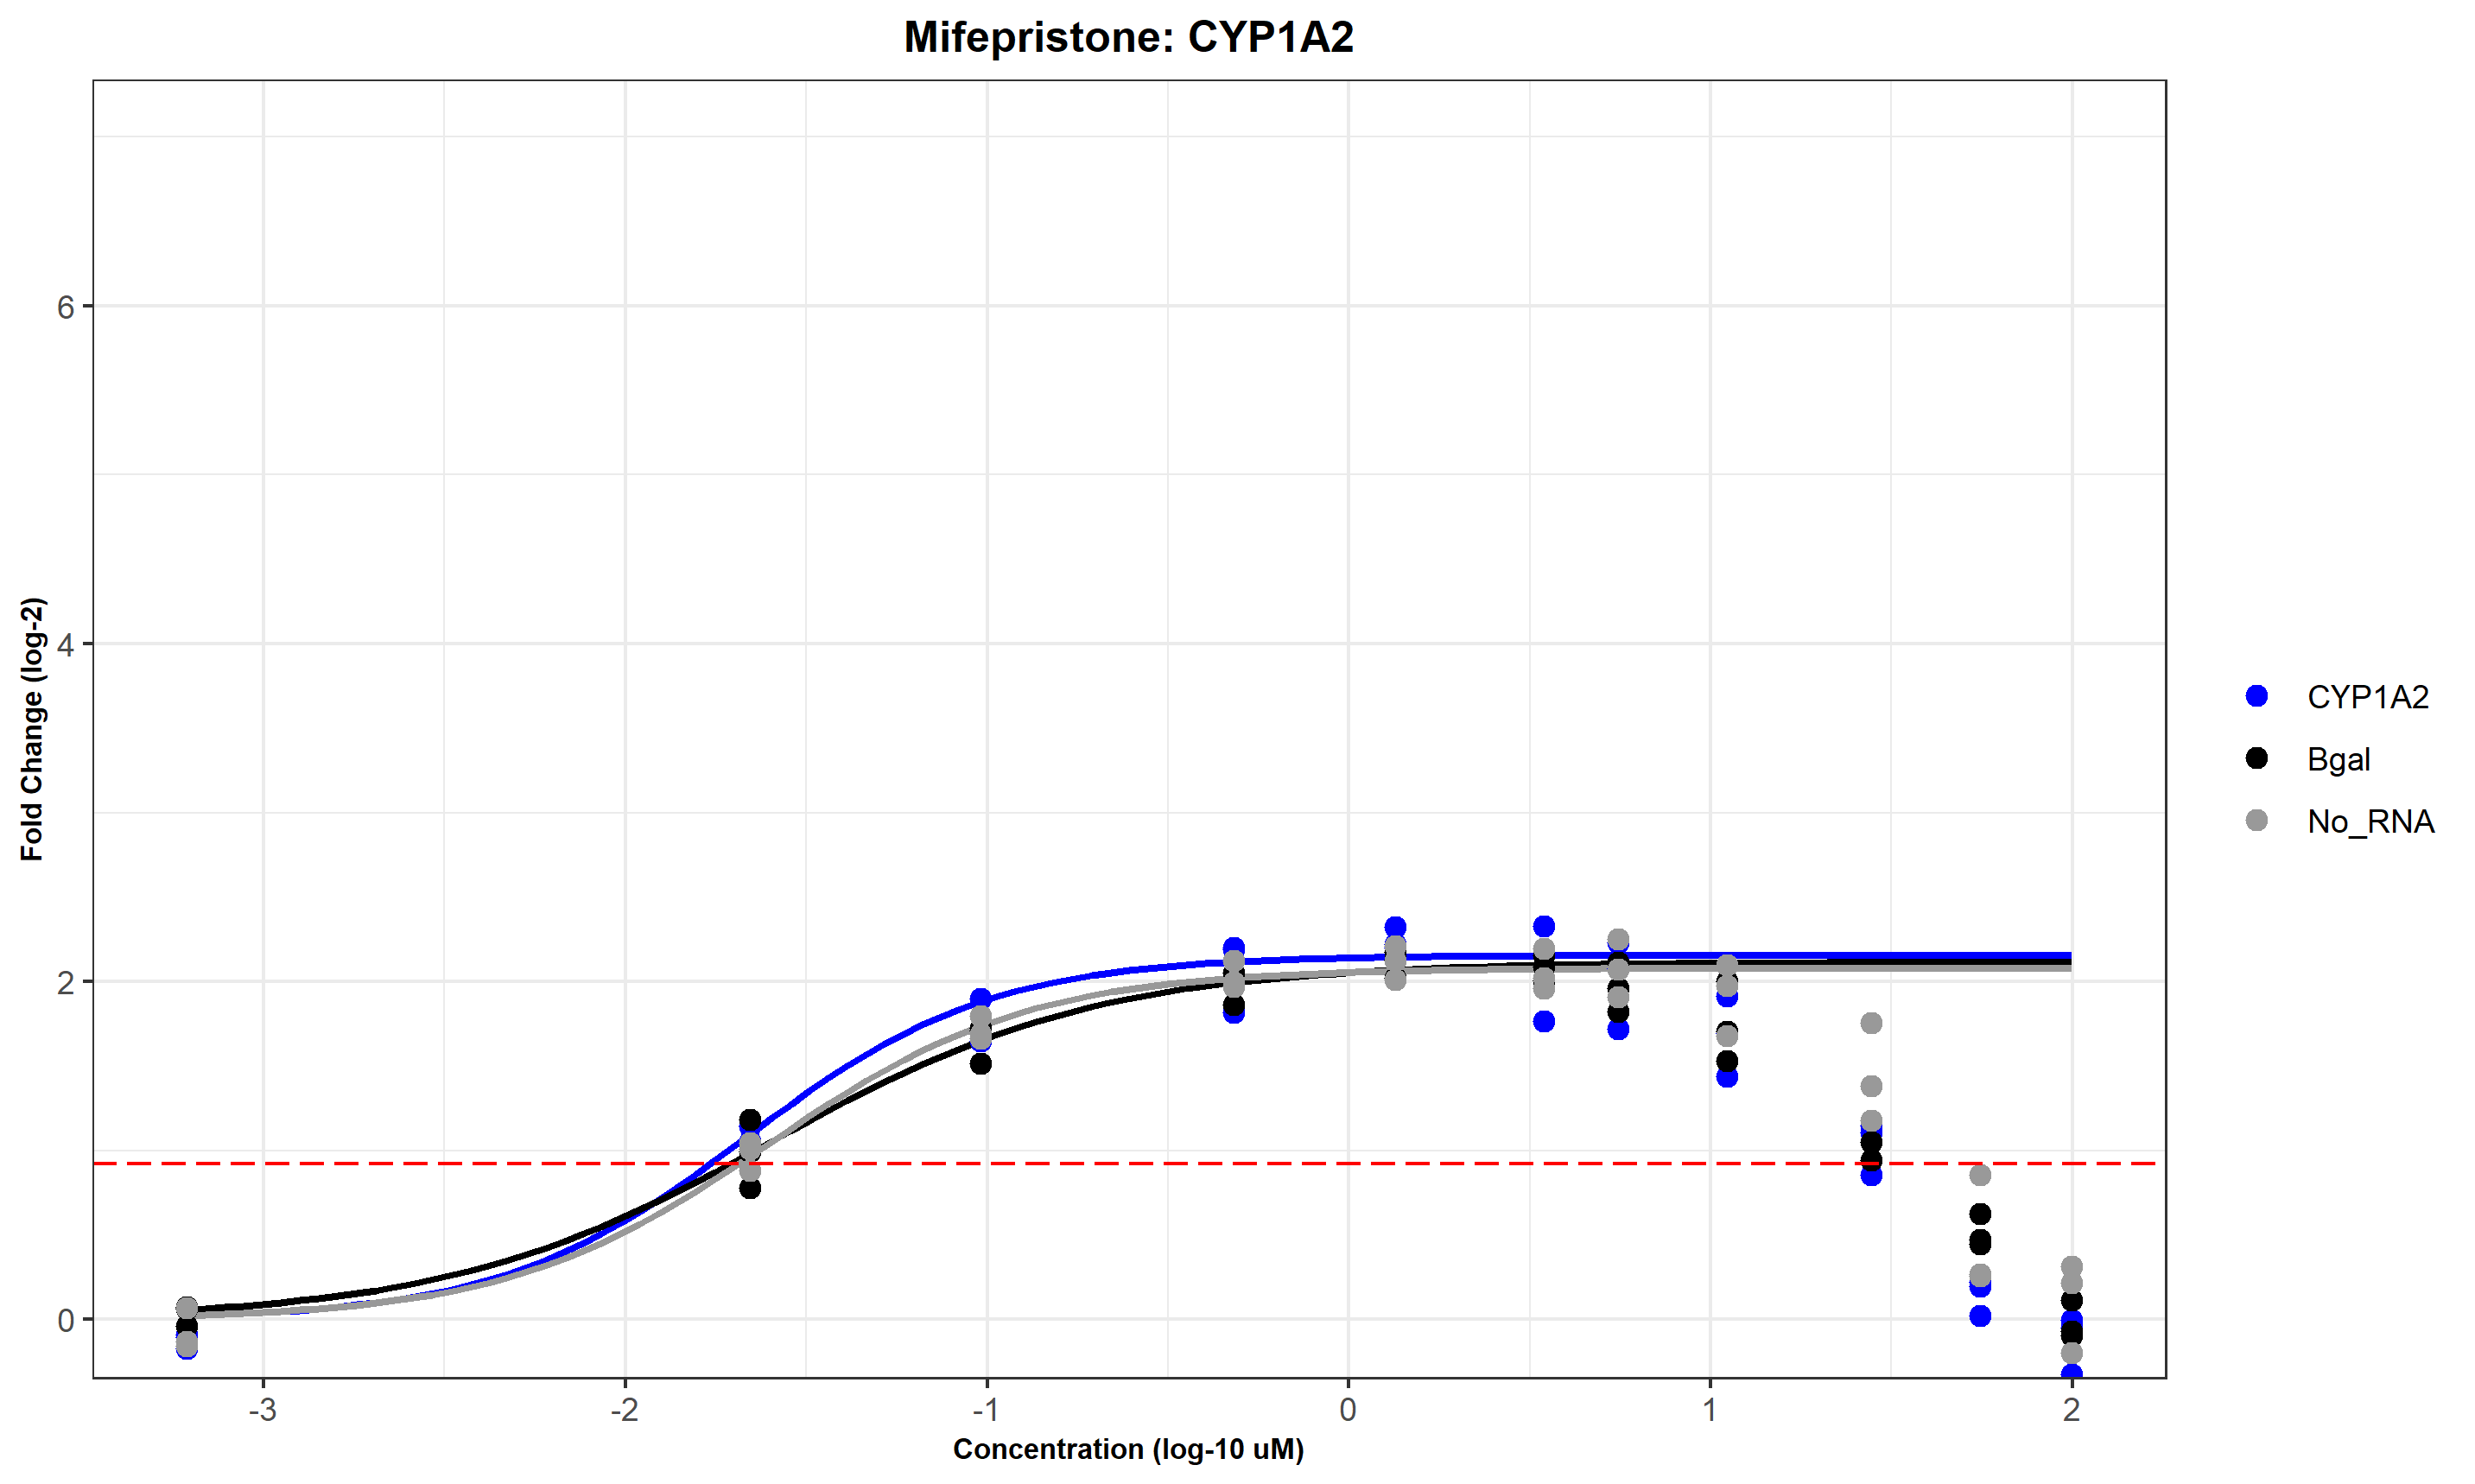 Mifepristone: CYP1A2
Fold Change (log-2)
6
4
2
0
-3 -2 -1 0 1 2
Concentration (log-10 uM)
CYP1A2
Bgal
No_RNA